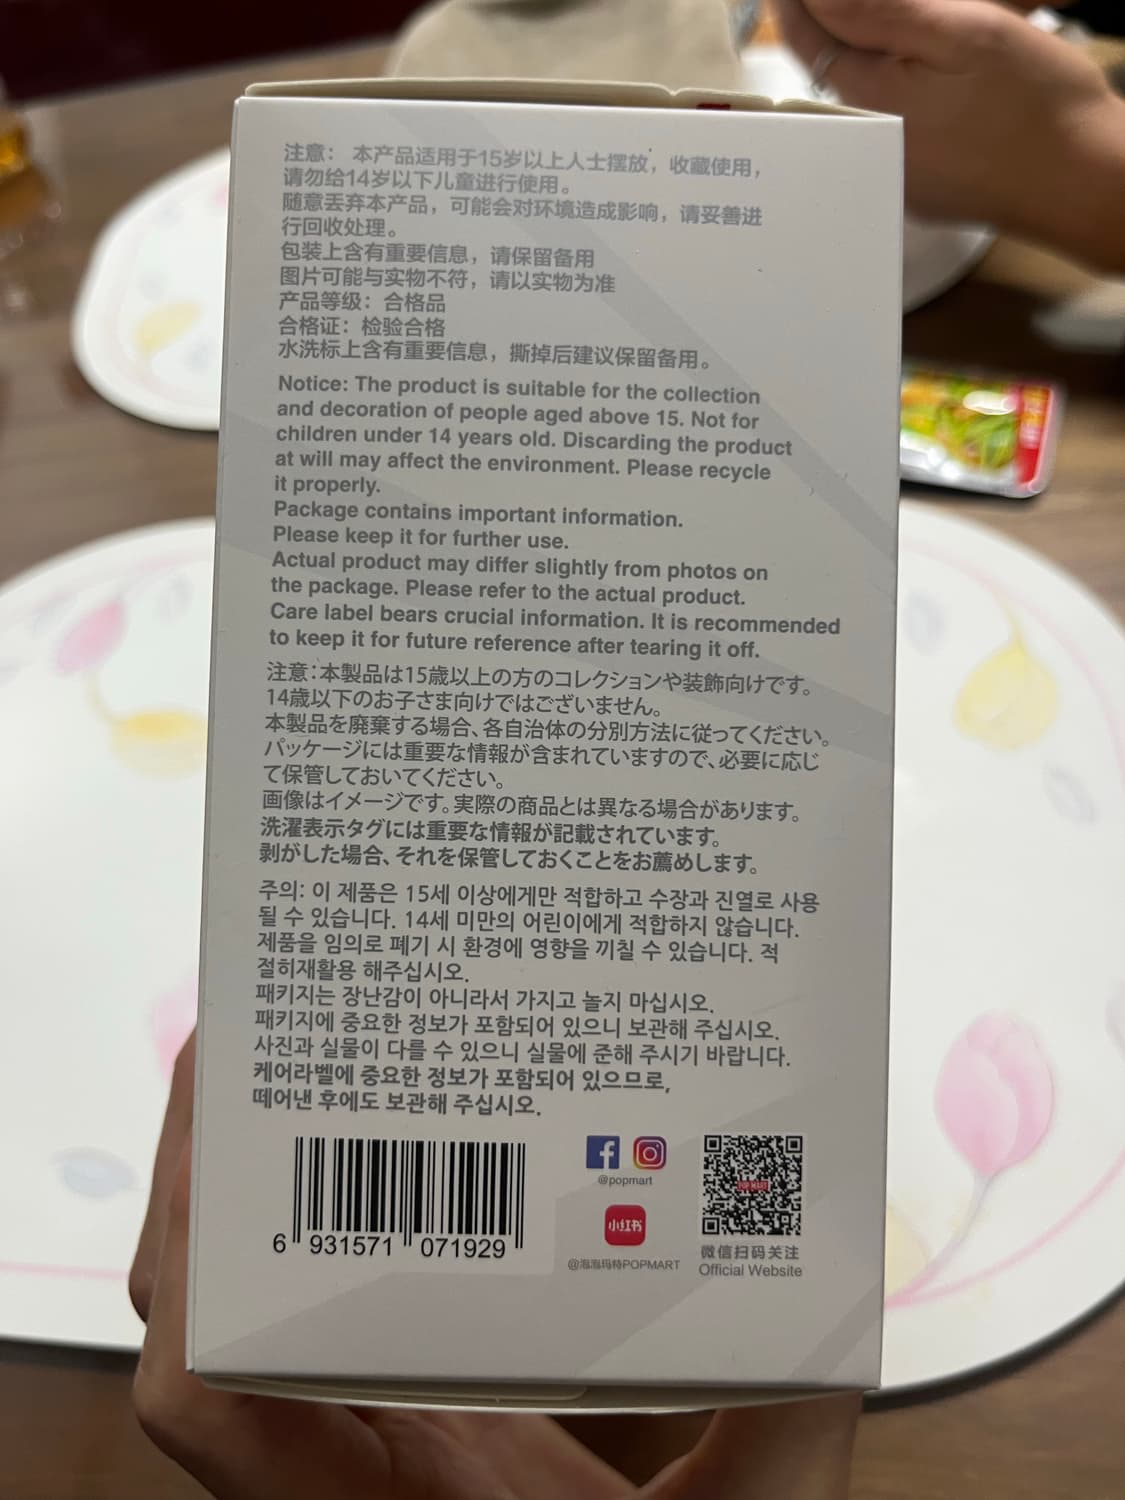 注意： 本产品适用于15岁以上人士摆放，收藏使用，
请勿给14岁以下儿童进行使用。
随意丢弃本产品，可能会对环境造成影响，请妥善进
行回收处理。
包装上含有重要信息，请保留备用
图片可能与实物不符，请以实物为准
产品等级：合格品
合格证：检验合格
水洗标上含有重要信息，撕掉后建议保留备用。
Notice: The product is suitable for the collection
and decoration of people aged above 15. Not for
children under 14 years old. Discarding the product
at will may affect the environment. Please recycle
it properly.
Package contains important information.
Please keep it for further use.
Actual product may differ slightly from photos on
the package. Please refer to the actual product.
Care label bears crucial information. It is recommended
to keep it for future reference after tearing it off.
注意：本製品は15歳以上の方のコレクションや装飾向けです。
14歳以下のお子さま向けではございません。
本製品を廃棄する場合、各自治体の分別方法に従ってください。
パッケージには重要な情報が含まれていますので、必要に応じ
て保管しておいてください。
画像はイメージです。実際の商品とは異なる場合があります。
洗濯表示タグには重要な情報が記載されています。
剥がした場合、それを保管しておくことをお薦めします。
주의: 이 제품은 15세 이상에게만 적합하고 수장과 진열로 사용
될 수 있습니다. 14세 미만의 어린이에게 적합하지 않습니다.
제품을 임의로 폐기 시 환경에 영향을 끼칠 수 있습니다. 적
절히재활용 해주십시오.
패키지는 장난감이 아니라서 가지고 놀지 마십시오.
패키지에 중요한 정보가 포함되어 있으니 보관해 주십시오.
사진과 실물이 다를 수 있으니 실물에 준해 주시기 바랍니다.
케어라벨에 중요한 정보가 포함되어 있으므로,
떼어낸 후에도 보관해 주십시오.
6 931571 071929
@popmart
小红书
@泡泡玛特POPMART
POP MART
微信扫码关注
Official Website